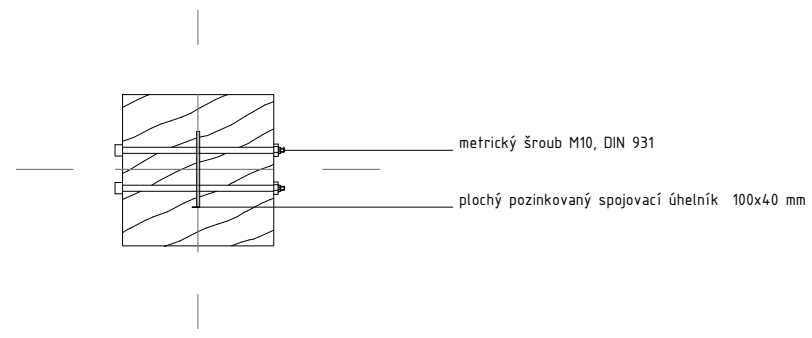 metrický šroub M10, DIN 931
plochý pozinkovaný spojovací úhelník 100x40 mm